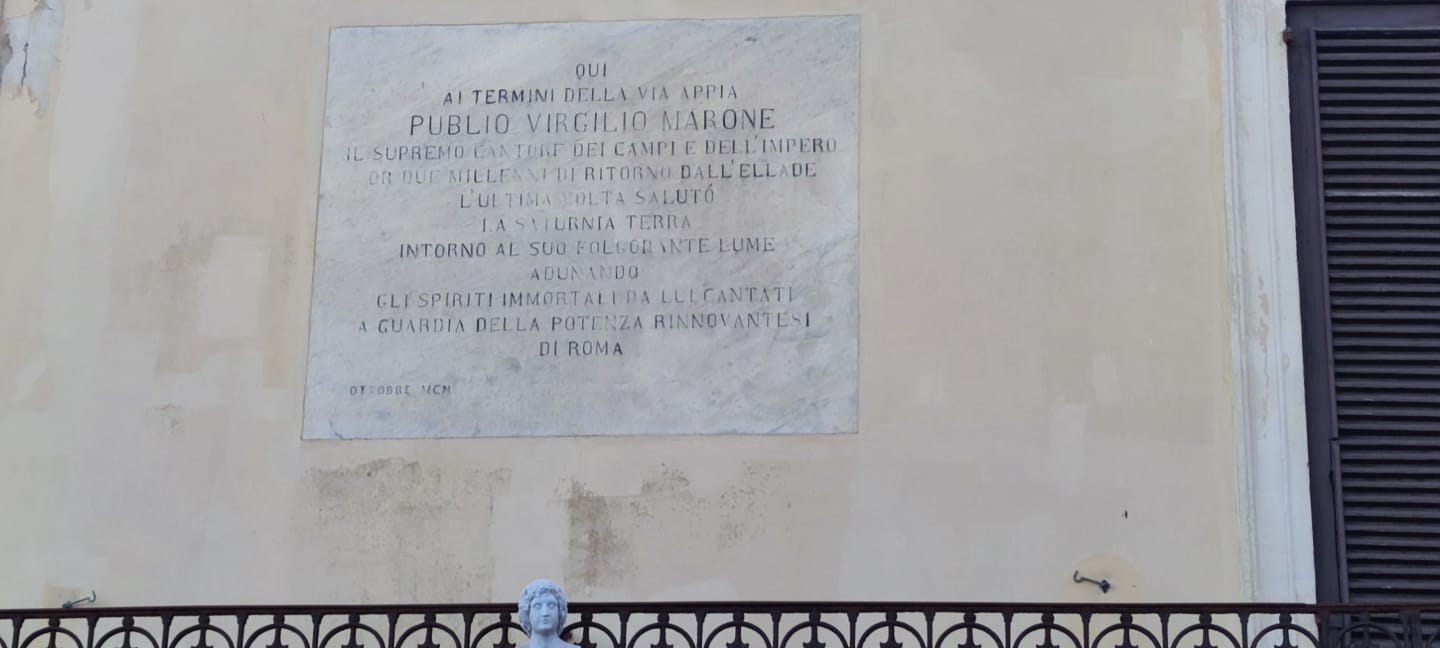 QUI
AI TERMINI DELLA VIA APPIA
PUBLIO VIRGILIO MARONE
IL SUPREMO CANTORE DEI CAMPI E DELL'IMPERO
OR DUE MILLENNI DI RITORNO DALL'ELLADE
L'ULTIMA VOLTA SALUTÓ
LA SATURNIA TERRA
INTORNO AL SUO FOLGORANTE LUME
ADUNANDO
GLI SPIRITI IMMORTALI DA LUI CANTATI
A GUARDIA DELLA POTENZA RINNOVANTESI
DI ROMA
OTTOBRE MCM